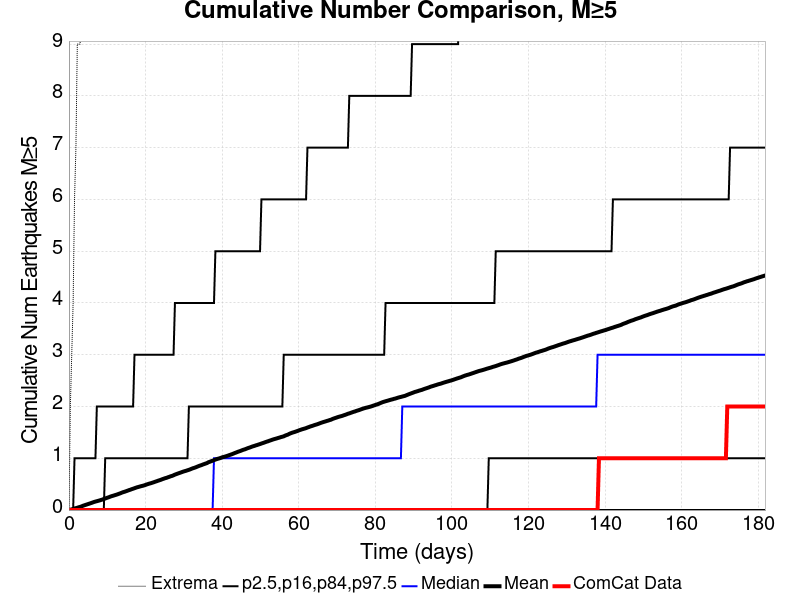 Cumulative Number Comparison, M≥5
Cumulative Num Earthquakes M≥5
9
8
7
6
5
4
3
2
1
0
0 20 40 60 80 100 120 140 160 180
Time (days)
Extrema p2.5,p16,p84,p97.5 Median Mean ComCat Data